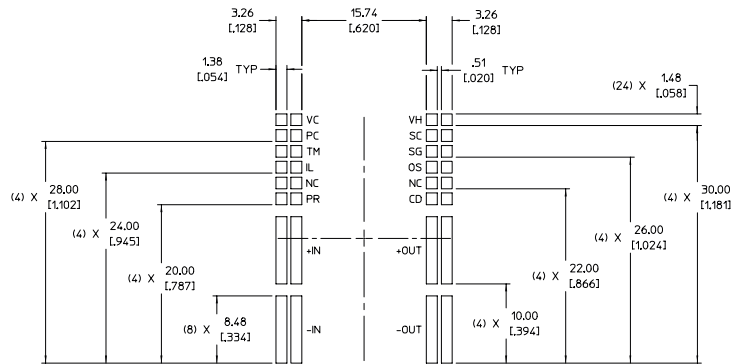 3.26
[.128]
15.74
[.620]
3.26
[.128]
1.38
[.054]
TYP
.51
[.020]
TYP
(24) X 1.48
[.058]
VC VH
PC SC
TM SG
IL OS
NC NC
PR CD
(4) X 28.00
[1.102]
(4) X 30.00
[1.181]
(4) X 24.00
[.945]
(4) X 26.00
[1.024]
(4) X 20.00
[.787]
(4) X 22.00
[.866]
+IN +OUT
(8) X 8.48
[.334]
(4) X 10.00
[.394]
-IN -OUT